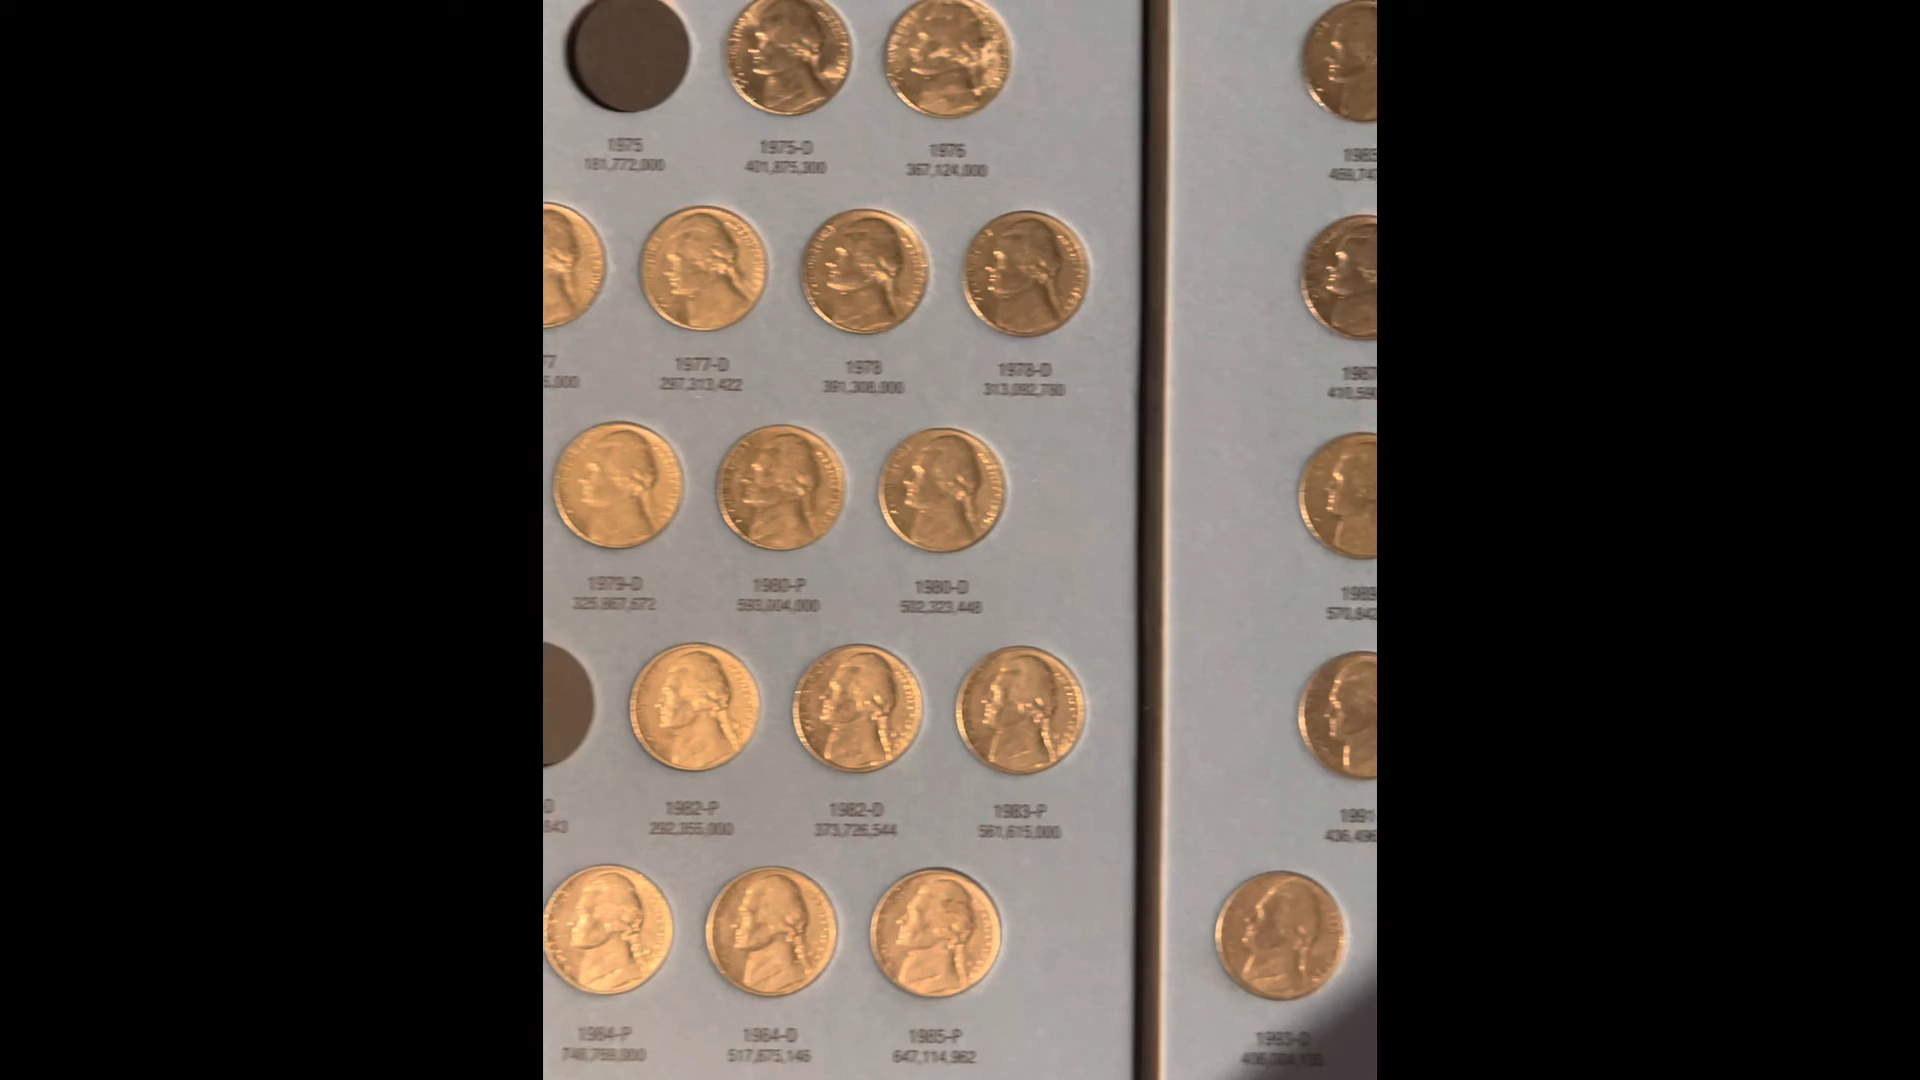 1975
181,772,000
1975-D
401,875,300
1976
367,124,000
1977-D
297,313,422
1978
391,308,000
1978-D
313,092,780
5,000
1979-D
325,867,672
1980-P
593,004,000
1980-D
502,323,448
1982-P
292,355,000
1982-D
373,726,544
1983-P
561,615,000
1984-P
746,769,000
1984-D
517,675,146
1985-P
647,114,962
1993-D